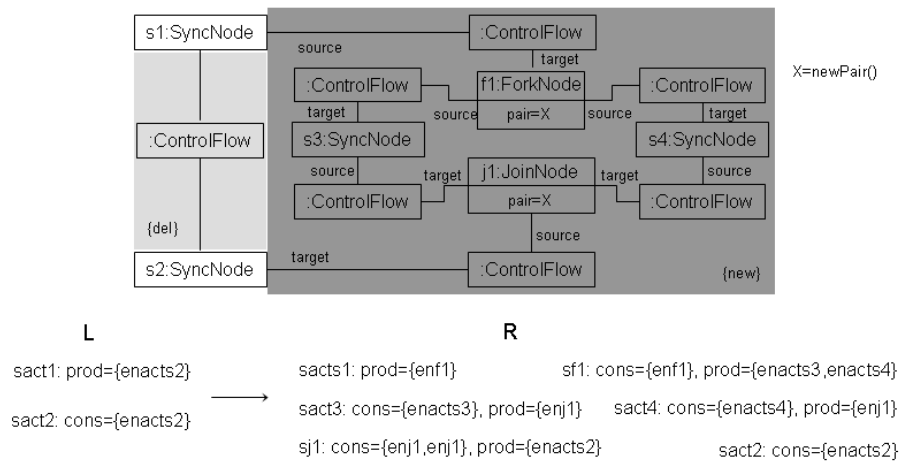 s1:SyncNode
:ControlFlow
source
target
:ControlFlow
f1:ForkNode
:ControlFlow
X=newPair()
target
source
pair=X
source
target
:ControlFlow
s3:SyncNode
s4:SyncNode
source
target
j1:JoinNode
target
source
:ControlFlow
pair=X
:ControlFlow
{del}
source
s2:SyncNode
target
:ControlFlow
{new}
L
R
sact1: prod={enacts2}
sacts1: prod={enf1}
sf1: cons={enf1}, prod={enacts3,enacts4}
sact2: cons={enacts2}
sact3: cons={enacts3}, prod={enj1}
sact4: cons={enacts4}, prod={enj1}
sj1: cons={enj1,enj1}, prod={enacts2}
sact2: cons={enacts2}